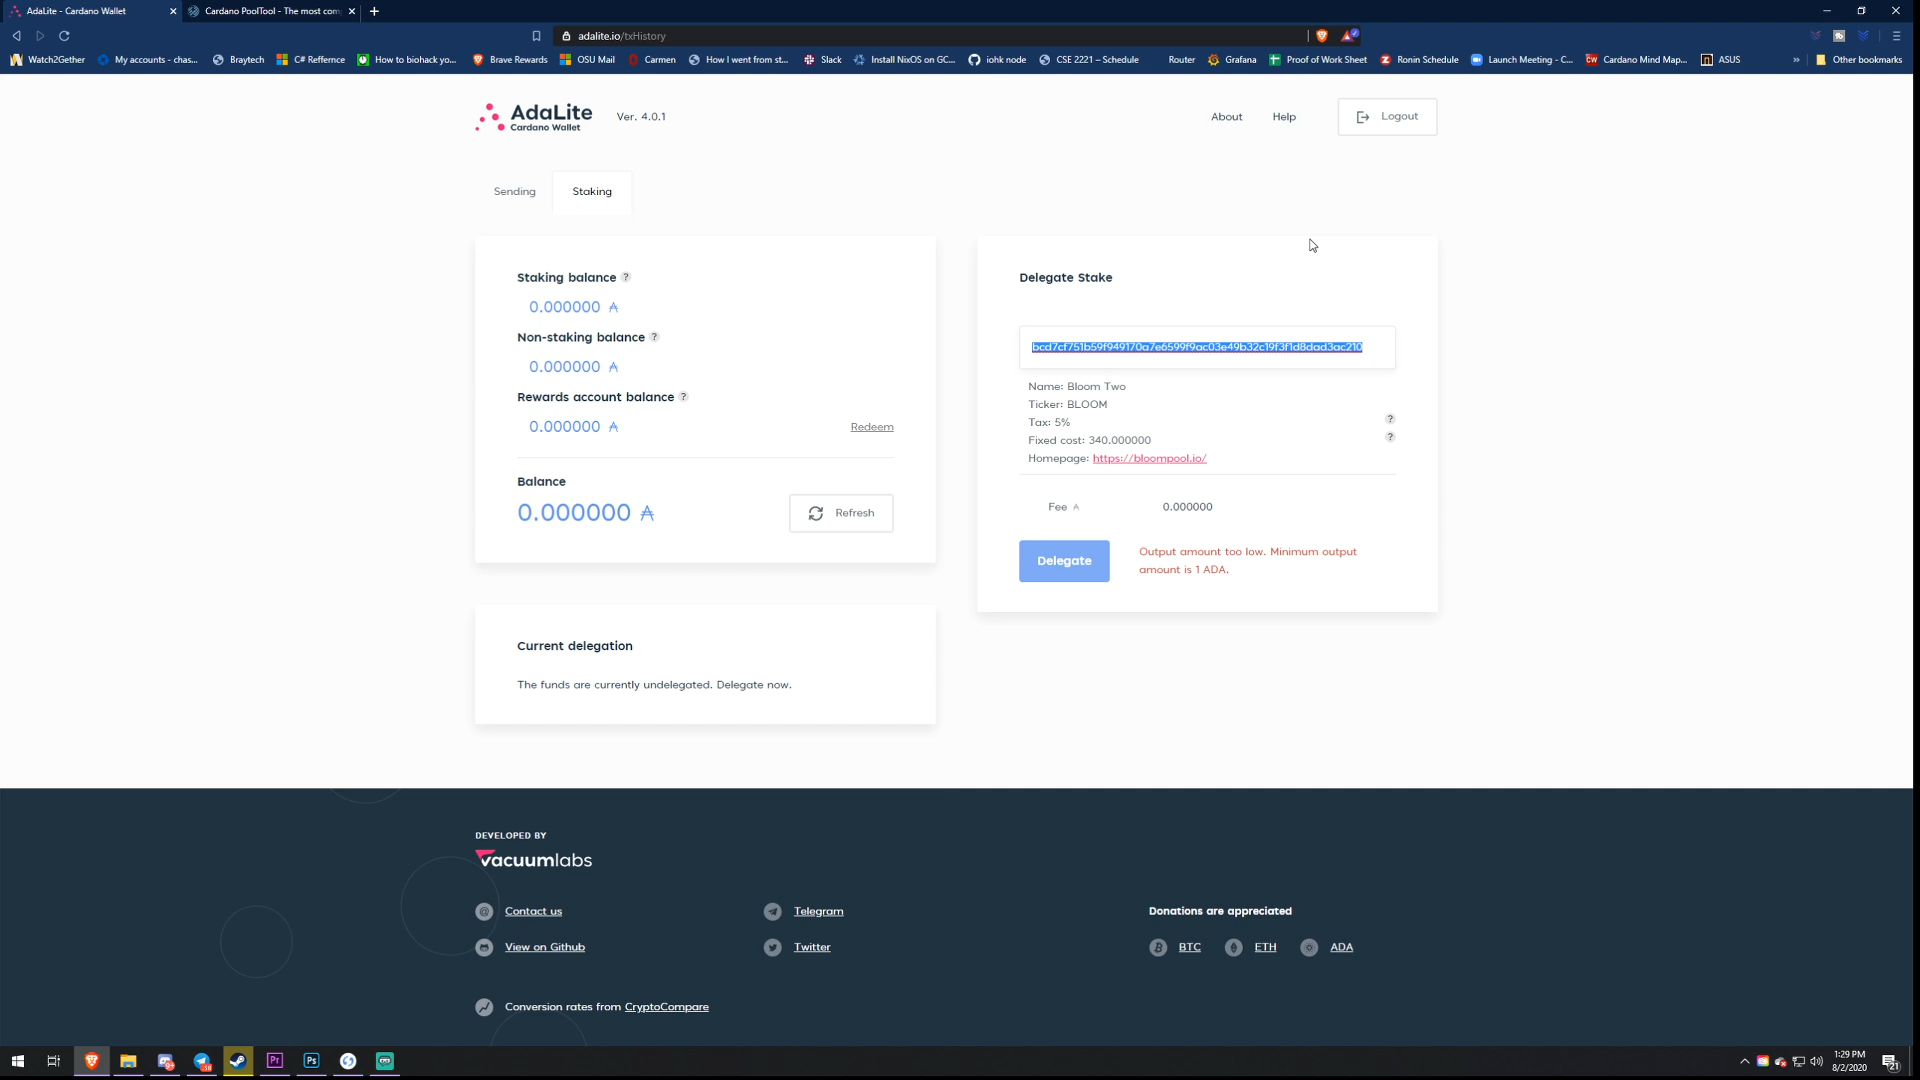 AdaLite - Cardano Wallet
Cardano PoolTool - The most com
adalite.io/txHistory
Watch2Gether
My accounts - chas...
Braytech
C# Reffernce
How to biohack yo...
Brave Rewards
OSU Mail
Carmen
How I went from st...
Slack
Install NixOS on GC...
iohk node
CSE 2221 – Schedule
Router
Grafana
Proof of Work Sheet
Ronin Schedule
Launch Meeting - C...
Cardano Mind Map...
ASUS
»
Other bookmarks
AdaLite
Cardano Wallet
Ver. 4.0.1
About
Help
Logout
Sending
Staking
Staking balance ?
0.000000 ₳
Non-staking balance ?
0.000000 ₳
Rewards account balance ?
0.000000 ₳
Redeem
Balance
0.000000 ₳
Refresh
Current delegation
The funds are currently undelegated. Delegate now.
Delegate Stake
bcd7cf751b59f949170a7e6599f9ac03e49b32c19f3f1d8dad3ac210
Name: Bloom Two
Ticker: BLOOM
Tax: 5% ?
Fixed cost: 340.000000 ?
Homepage: https://bloompool.io/
Fee ₳ 0.000000
Delegate
Output amount too low. Minimum output
amount is 1 ADA.
DEVELOPED BY
vacuumlabs
Contact us
Telegram
Donations are appreciated
View on Github
Twitter
BTC
ETH
ADA
Conversion rates from CryptoCompare
Pr
Ps
1:29 PM
8/2/2020
21